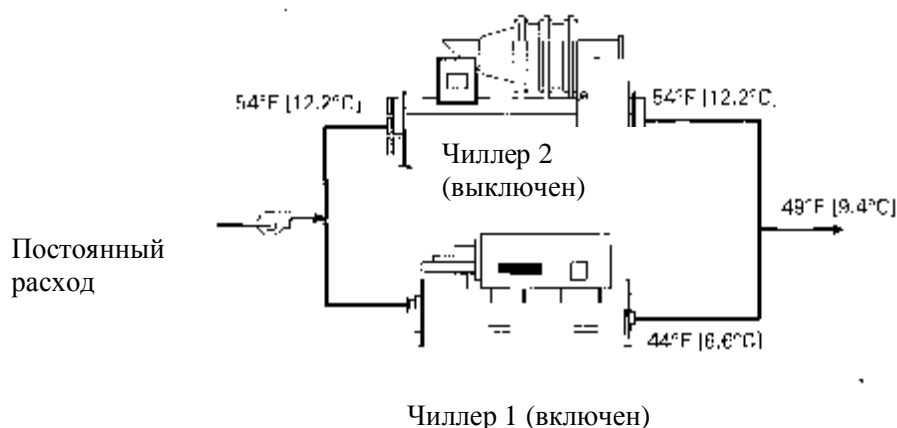 54°F [12.2°C]
54°F [12.2°C]
Чиллер 2
(выключен)
49°F [9.4°C]
Постоянный
расход
44°F [6.6°C]
Чиллер 1 (включен)